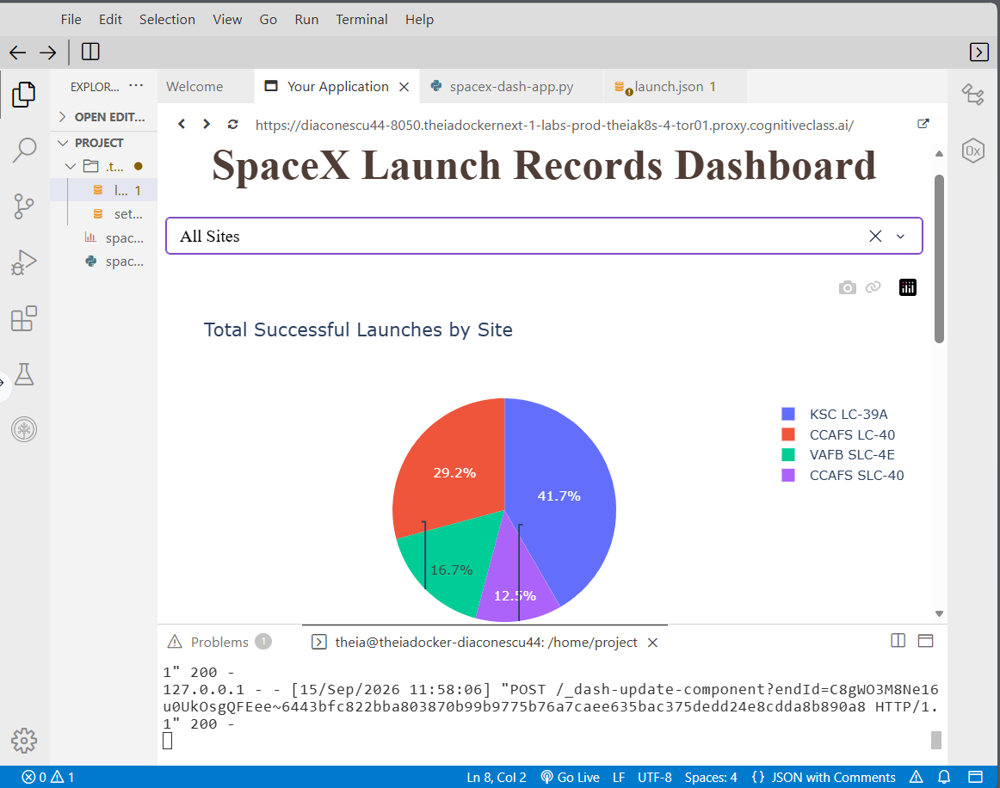 File Edit Selection View Go Run Terminal Help
EXPLOR... ··· Welcome Your Application spacex-dash-app.py launch.json 1
OPEN EDIT...
PROJECT
.t...
l... 1
set...
spac...
spac...
https://diaconescu44-8050.theiadockernext-1-labs-prod-theiak8s-4-tor01.proxy.cognitiveclass.ai/
0x
SpaceX Launch Records Dashboard
All Sites
Total Successful Launches by Site
KSC LC-39A
CCAFS LC-40
VAFB SLC-4E
CCAFS SLC-40
29.2%
41.7%
16.7%
12.5%
Problems 1 theia@theiadocker-diaconescu44: /home/project
1" 200 -
127.0.0.1 - - [15/Sep/2026 11:58:06] "POST /_dash-update-component?endId=C8gWO3M8Ne16
u0UkOsgQFEee~6443bfc822bba803870b99b9775b76a7caee635bac375dedd24e8cdda8b890a8 HTTP/1.
1" 200 -
0 1 Ln 8, Col 2 Go Live LF UTF-8 Spaces: 4 {} JSON with Comments